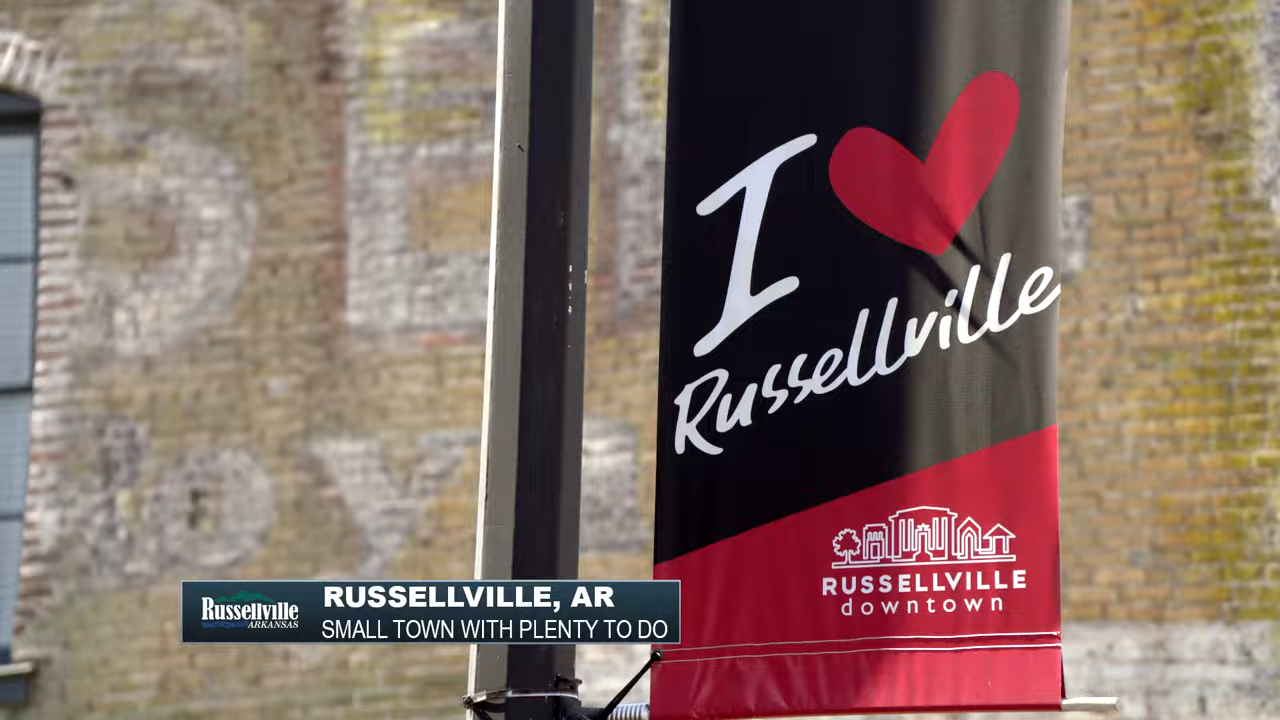 I
Russellville
RUSSELLVILLE
downtown
Russellville
ARKANSAS
RUSSELLVILLE, AR
SMALL TOWN WITH PLENTY TO DO